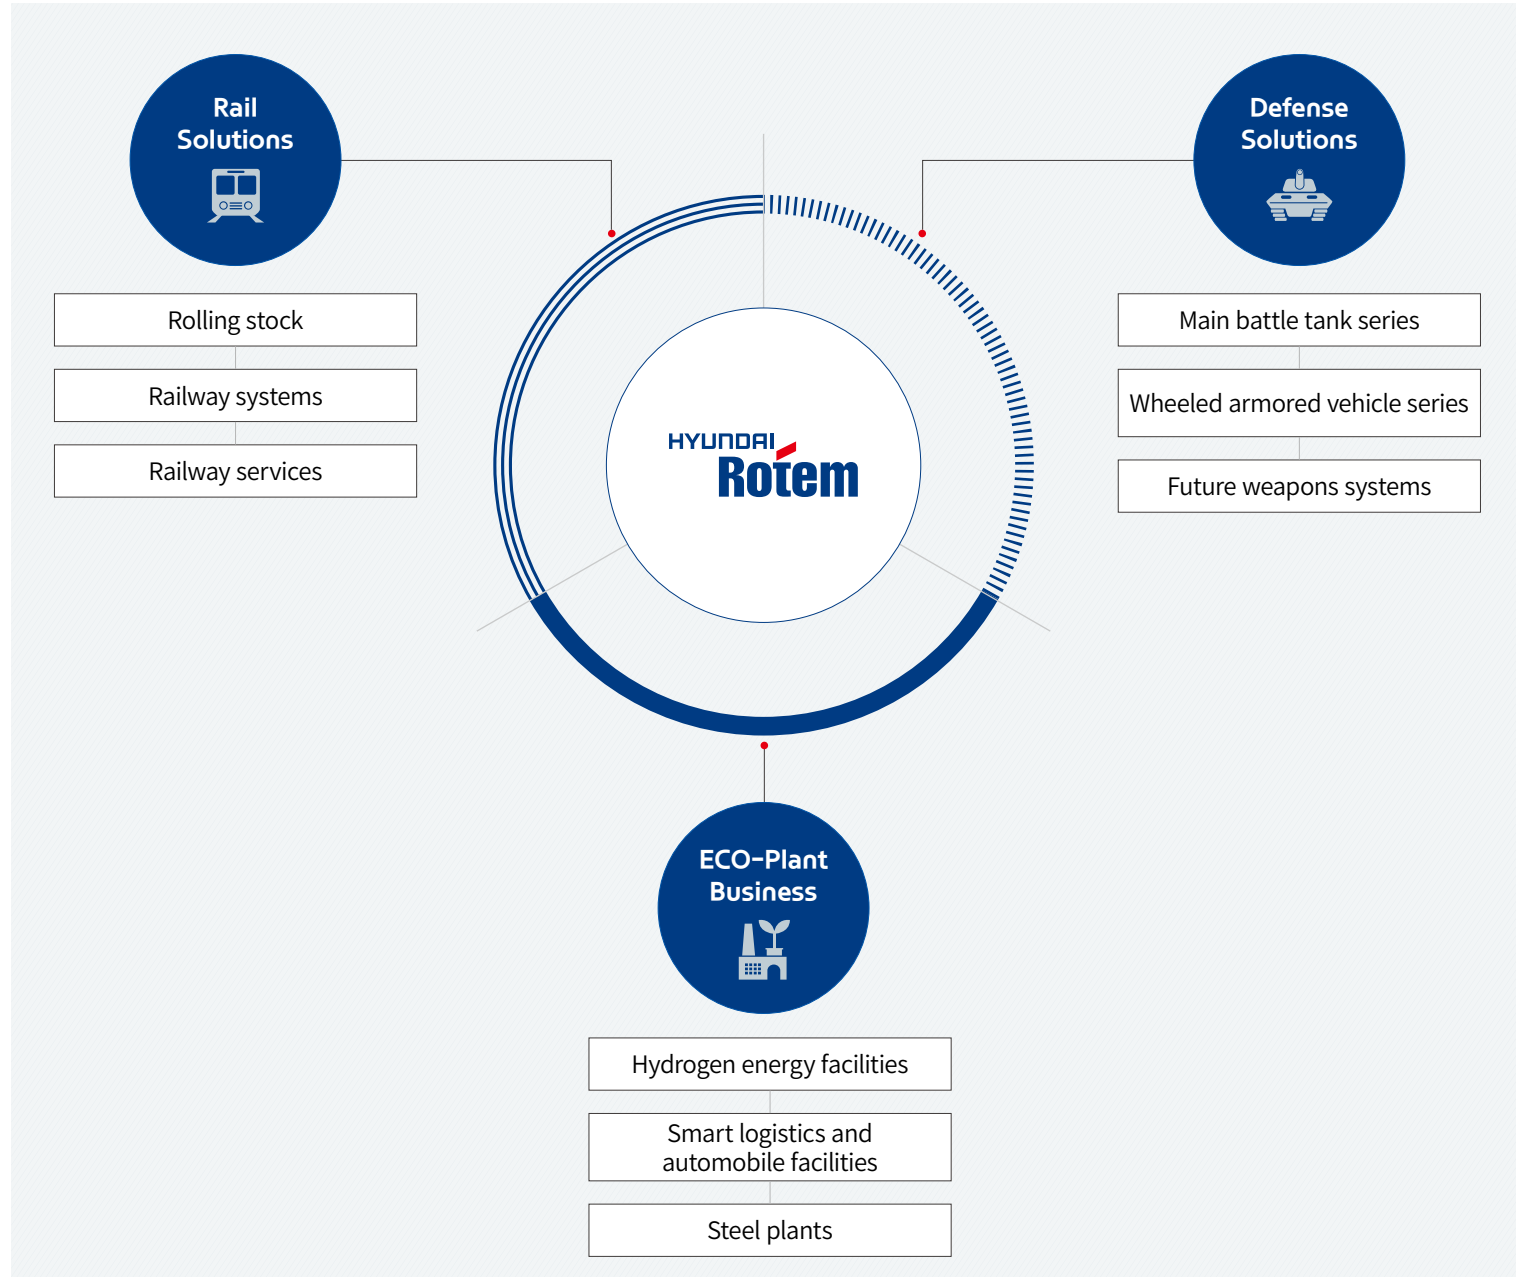 Rail
Solutions
Rolling stock
Railway systems
Railway services
Defense
Solutions
Main battle tank series
Wheeled armored vehicle series
Future weapons systems
HYUNDAI
Rotem
ECO-Plant
Business
Hydrogen energy facilities
Smart logistics and
automobile facilities
Steel plants